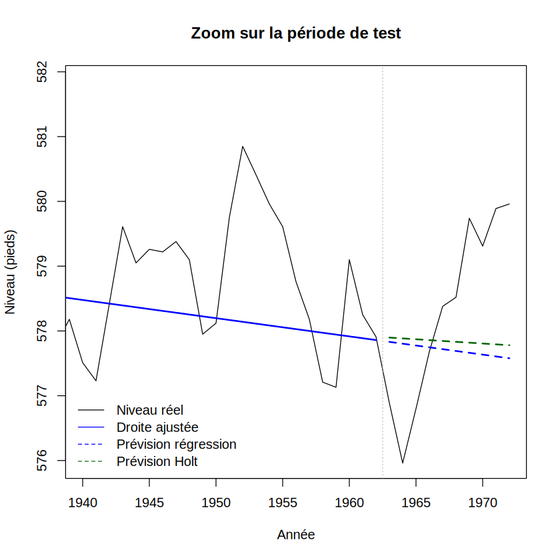 Zoom sur la période de test
Niveau (pieds)
582
581
580
579
578
577
576
Niveau réel
Droite ajustée
Prévision régression
Prévision Holt
1940 1945 1950 1955 1960 1965 1970
Année